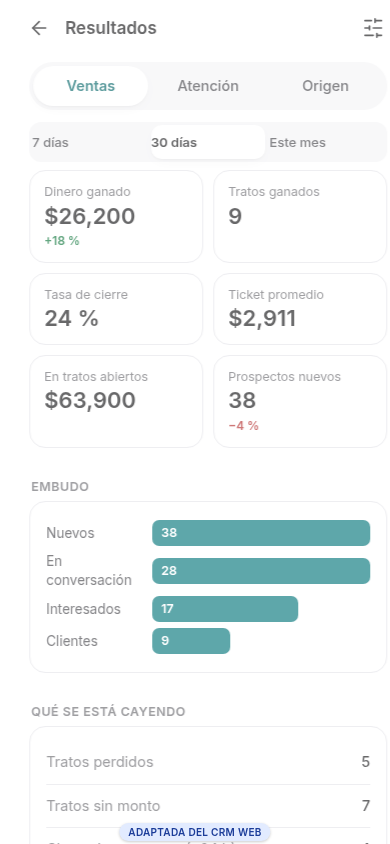 Resultados
Ventas Atención Origen
7 días 30 días Este mes
Dinero ganado
$26,200
+18 %
Tratos ganados
9
Tasa de cierre
24 %
Ticket promedio
$2,911
En tratos abiertos
$63,900
Prospectos nuevos
38
−4 %
EMBUDO
Nuevos 38
En
conversación 28
Interesados 17
Clientes 9
QUÉ SE ESTÁ CAYENDO
Tratos perdidos 5
Tratos sin monto 7
ADAPTADA DEL CRM WEB